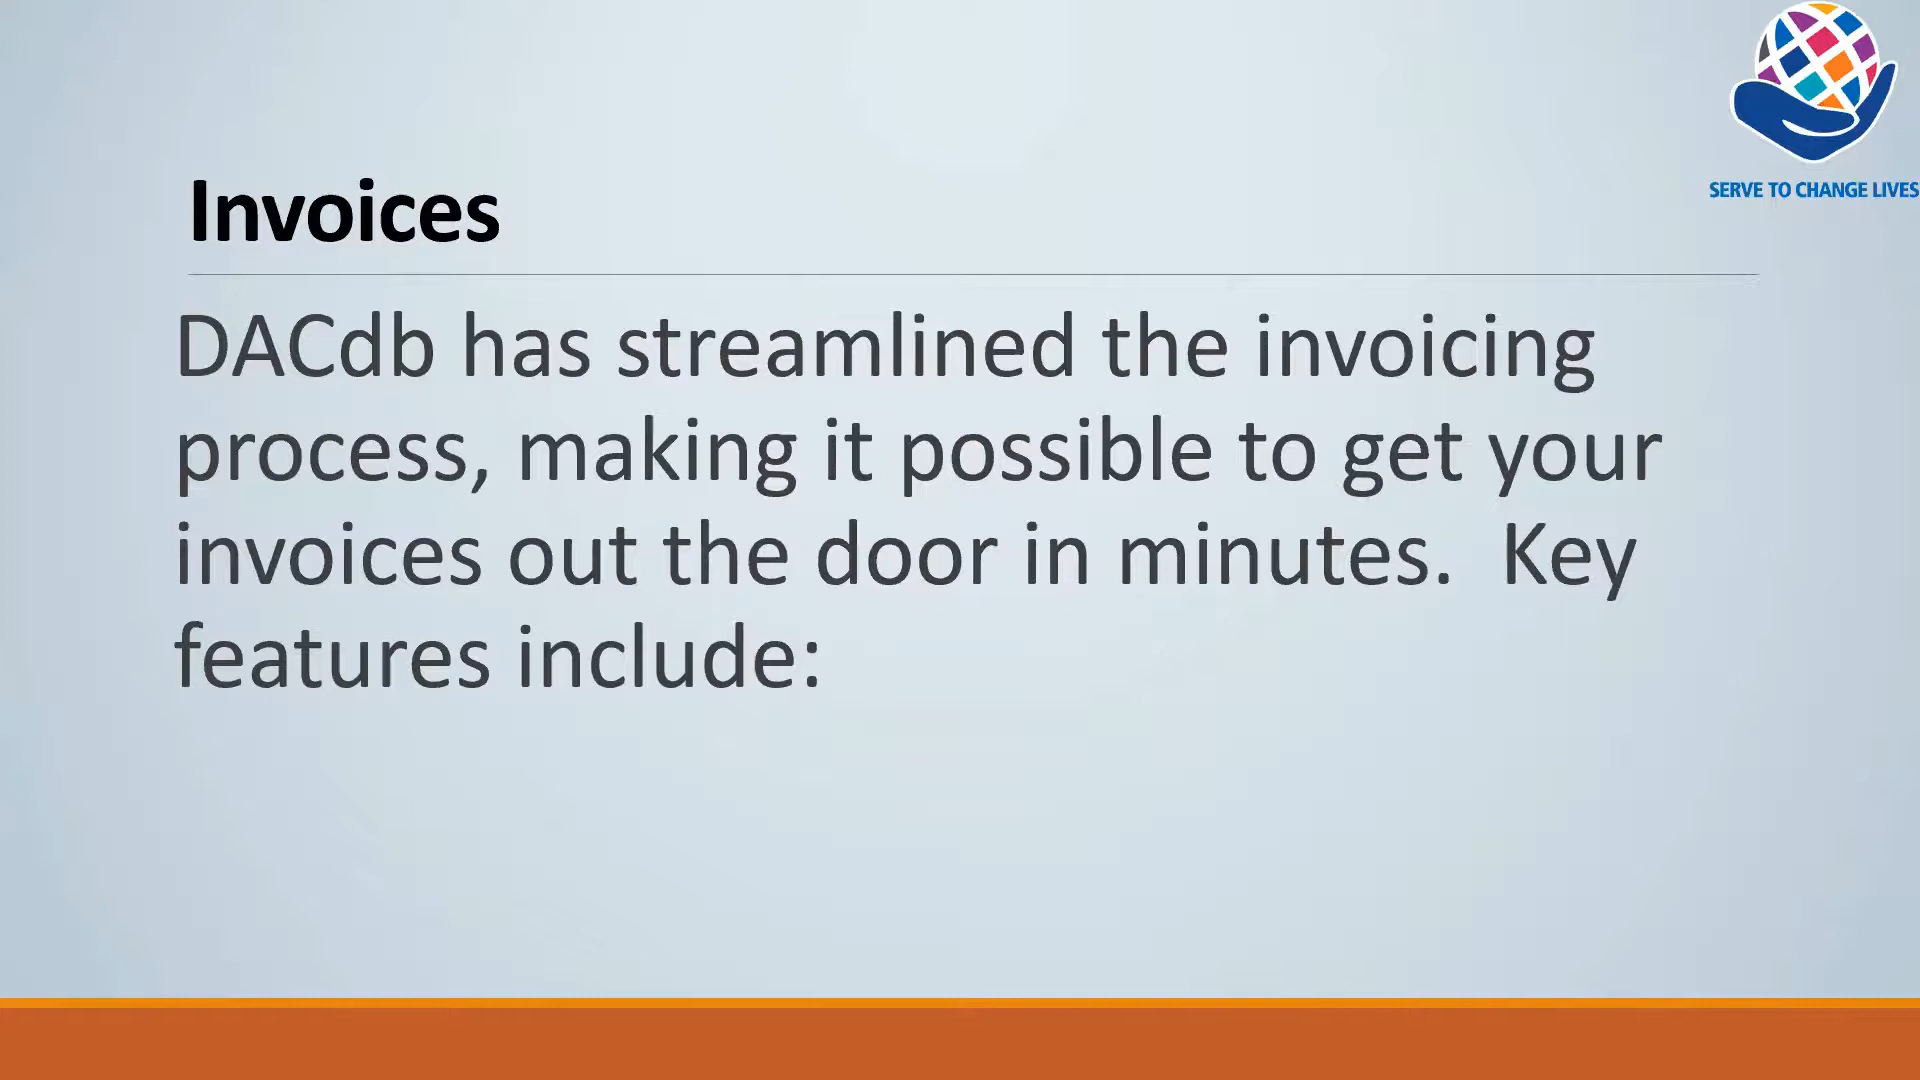 SERVE TO CHANGE LIVES
Invoices
DACdb has streamlined the invoicing
process, making it possible to get your
invoices out the door in minutes.  Key
features include: